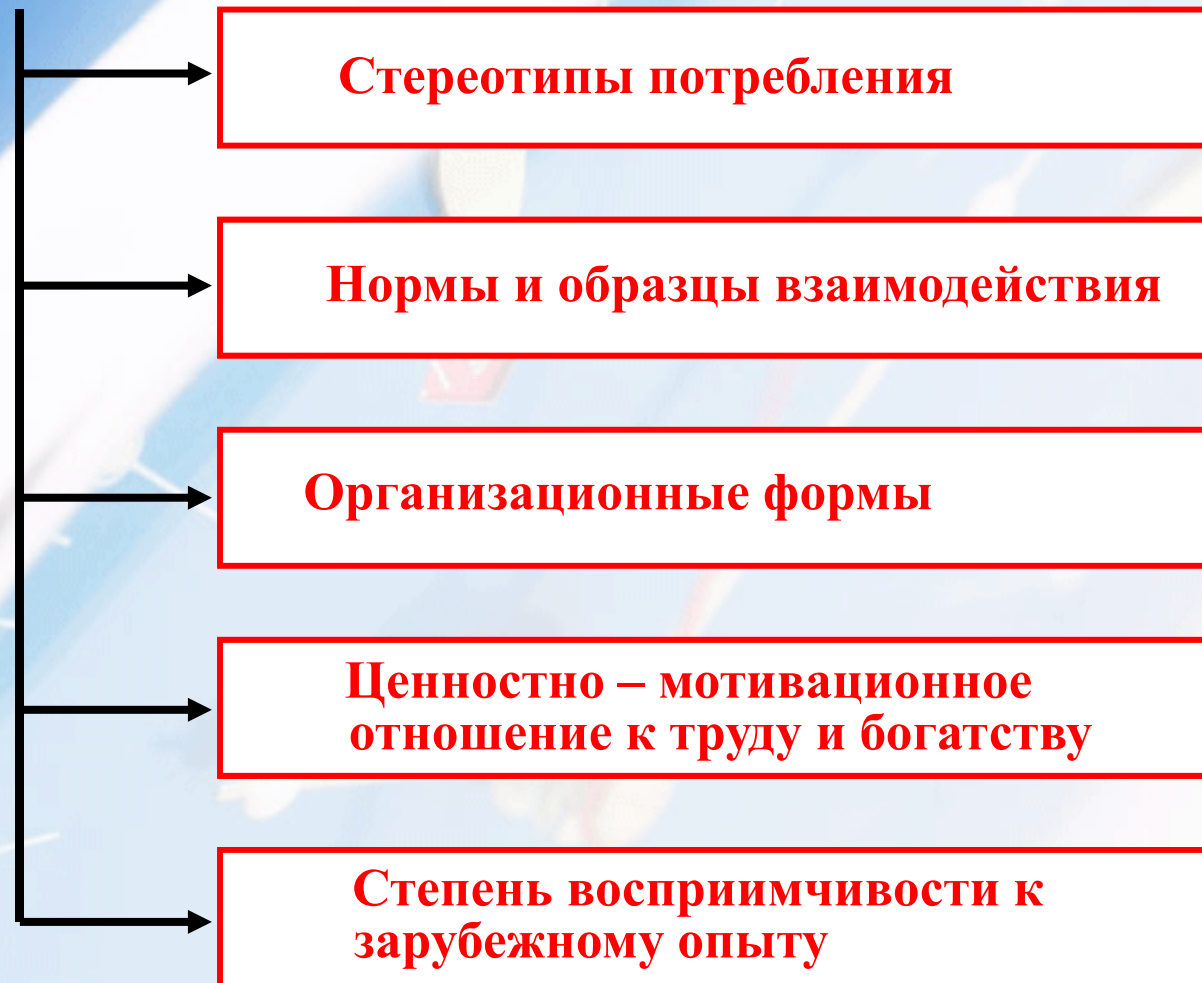 Стереотипы потребления
Нормы и образцы взаимодействия
Организационные формы
Ценностно – мотивационное
отношение к труду и богатству
Степень восприимчивости к
зарубежному опыту